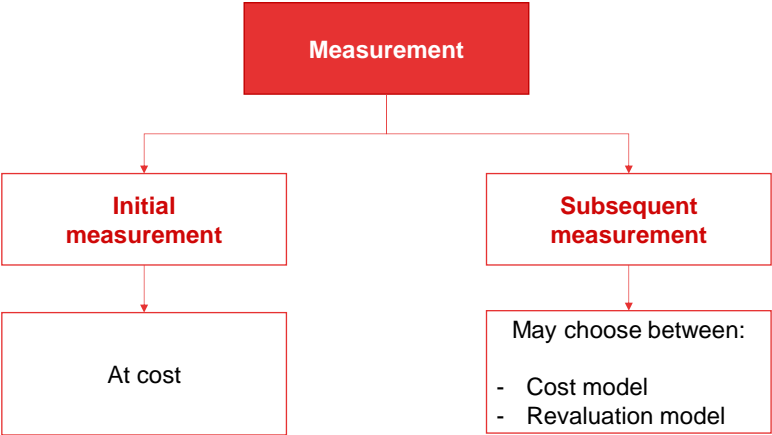 Measurement
Initial
measurement
Subsequent
measurement
At cost
May choose between:
- Cost model
- Revaluation model